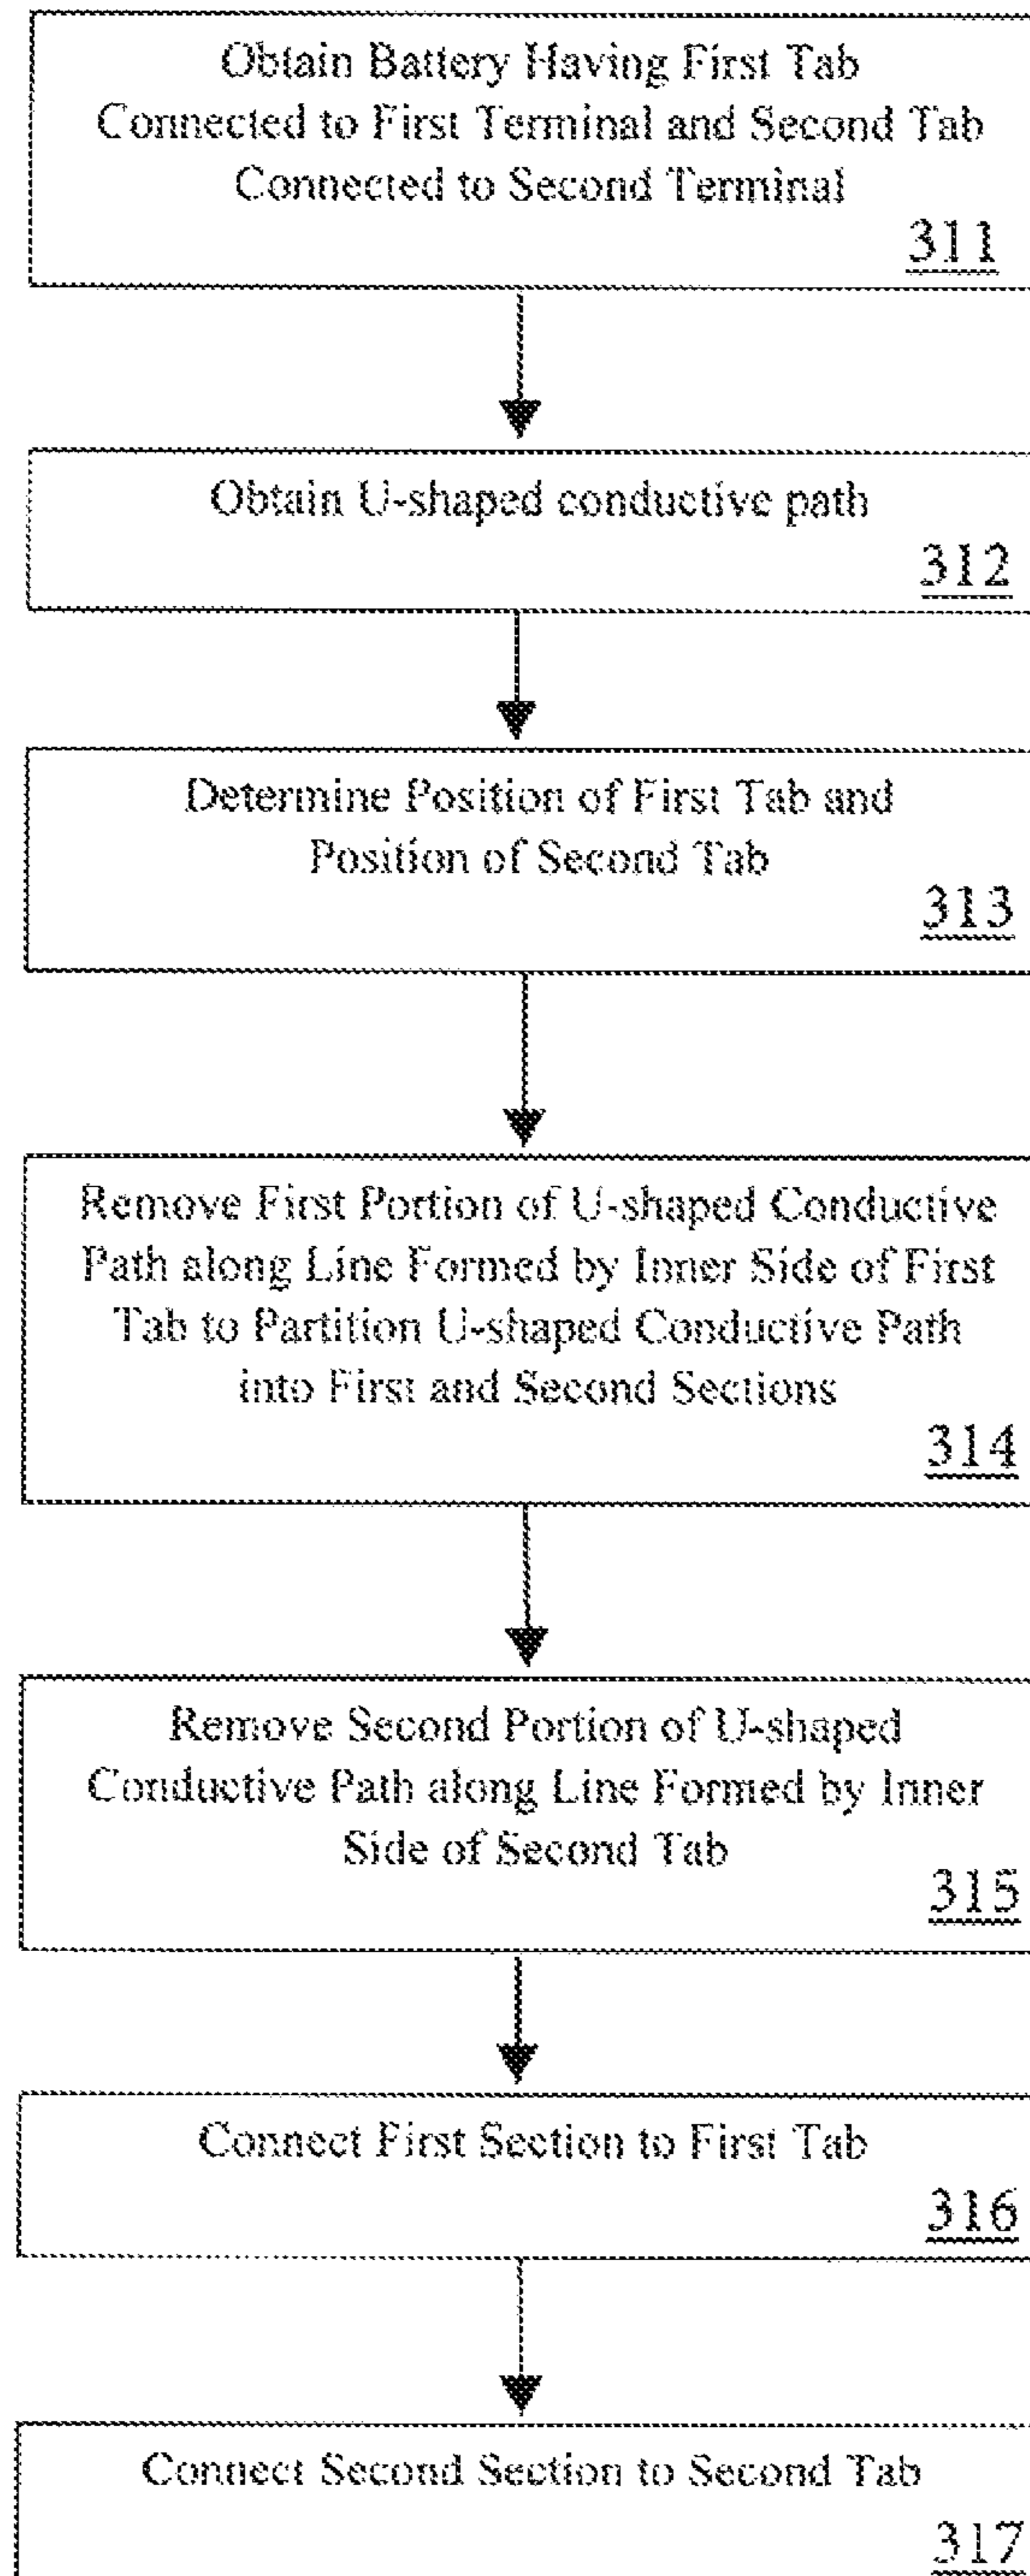 Obtain Battery Having First Tab
Connected to First Terminal and Second Tab
Connected to Second Terminal
311
Obtain U-shaped conductive path
312
Determine Position of First Tab and
Position of Second Tab
313
Remove First Portion of U-shaped Conductive
Path along Line Formed by Inner Side of First
Tab to Partition U-shaped Conductive Path
into First and Second Sections
314
Remove Second Portion of U-shaped
Conductive Path along Line Formed by Inner
Side of Second Tab
315
Connect First Section to First Tab
316
Connect Second Section to Second Tab
317